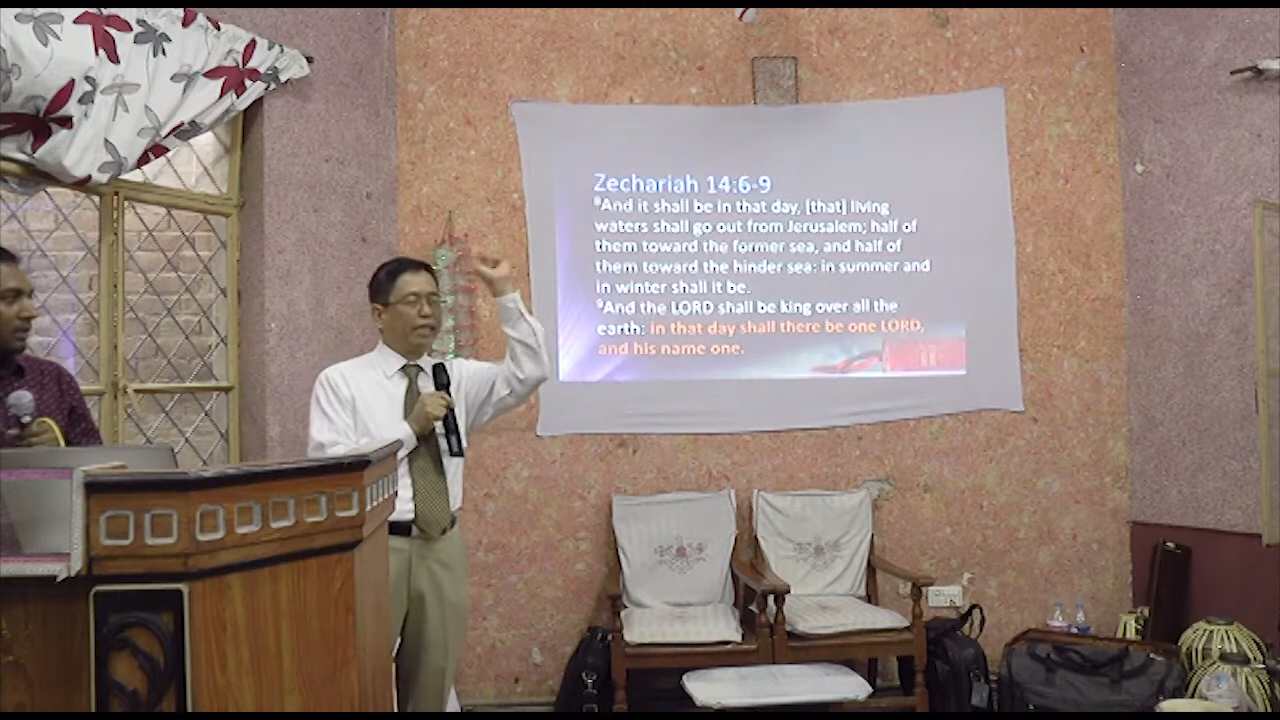 Zechariah 14:6-9
⁸And it shall be in that day, [that] living
waters shall go out from Jerusalem; half of
them toward the former sea, and half of
them toward the hinder sea: in summer and
in winter shall it be.
⁹And the LORD shall be king over all the
earth: in that day shall there be one LORD,
and his name one.